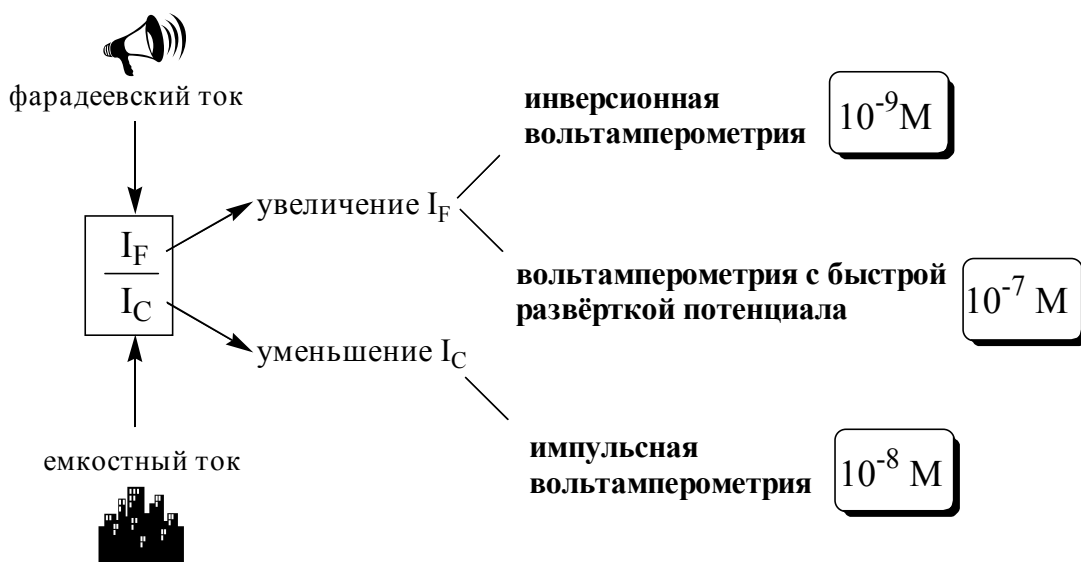 фарадеевский ток
I_F
I_C
емкостный ток
увеличение I_F
уменьшение I_C
инверсионная
вольтамперометрия
10^-9 М
вольтамперометрия с быстрой
развёрткой потенциала
10^-7 М
импульсная
вольтамперометрия
10^-8 М